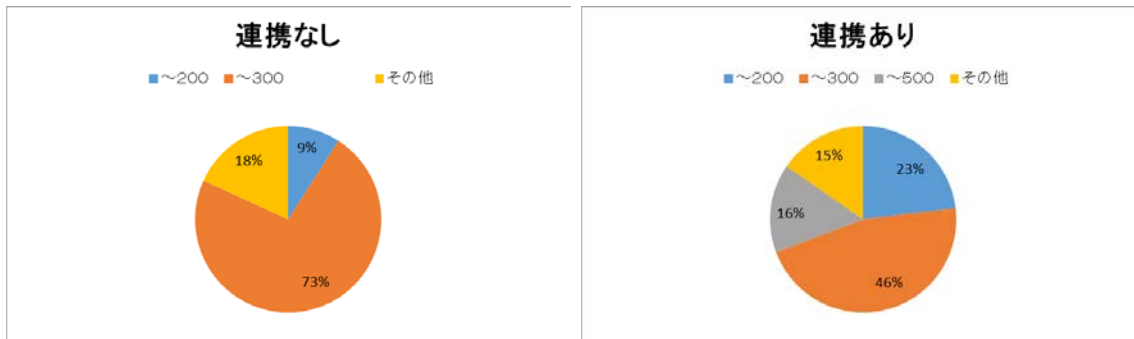 連携なし
～200 ～300 その他
9%
18%
73%
連携あり
～200 ～300 ～500 その他
15%
23%
16%
46%